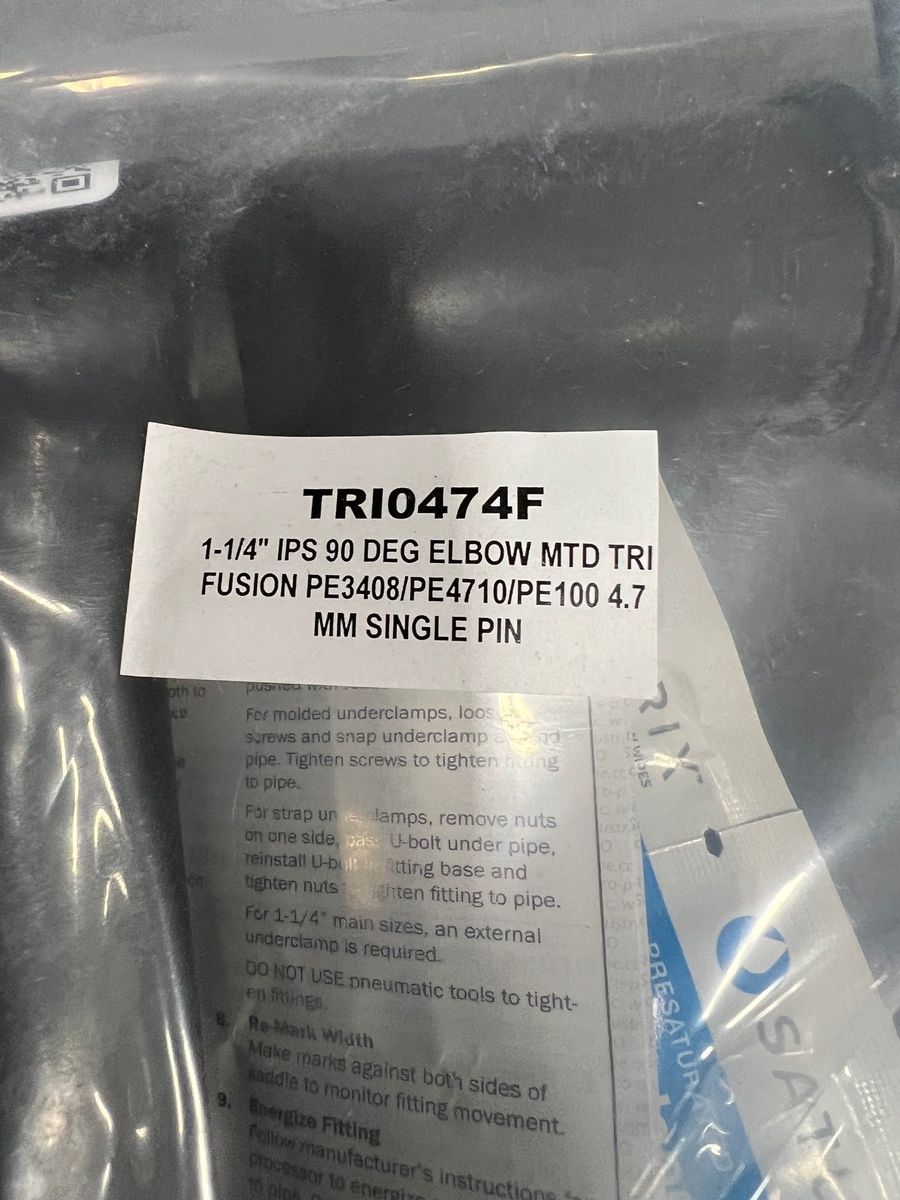 TRI0474F
1-1/4" IPS 90 DEG ELBOW MTD TRI
FUSION PE3408/PE4710/PE100 4.7
MM SINGLE PIN
For molded underclamps,
screws and snap underclamp
pipe. Tighten screws to tighten fitting
to pipe.
For strap underclamps, remove nuts
on one side, pass U-bolt under pipe,
reinstall U-bolt to fitting base and
tighten nuts tighten fitting to pipe.
For 1-1/4" main sizes, an external
underclamp is required.
DO NOT USE pneumatic tools to tight-
en fittings.
8. Re-Mark Width
Make marks against both sides of
saddle to monitor fitting movement.
9. Energize Fitting
Follow manufacturer's instructions
processor to energize
to pipe.
RIX™
WIPES
PRESATUR
SATU